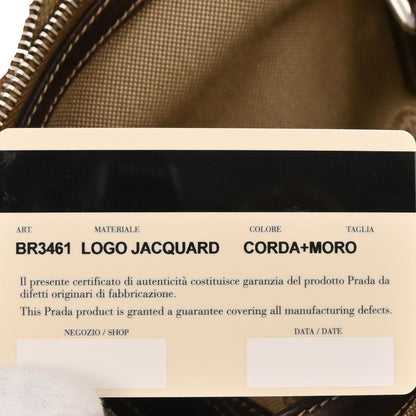 ART. MATERIALE COLORE TAGLIA
BR3461 LOGO JACQUARD CORDA+MORO
Il presente certificato di autenticità costituisce garanzia del prodotto Prada da
difetti originari di fabbricazione.
This Prada product is granted a guarantee covering all manufacturing defects.
NEGOZIO / SHOP DATA / DATE